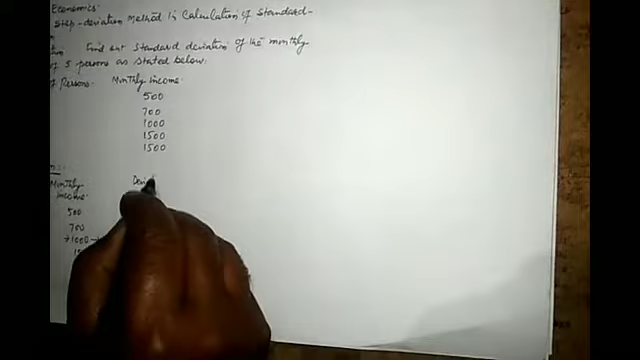 Economics:
Step-deviation Method in Calculation of Standard-
Find out Standard deviation of the monthly
of 5 persons as stated below.
of Persons. Monthly Income.
500
700
1000
1500
1500
Monthly
Income
500
700
→1000→